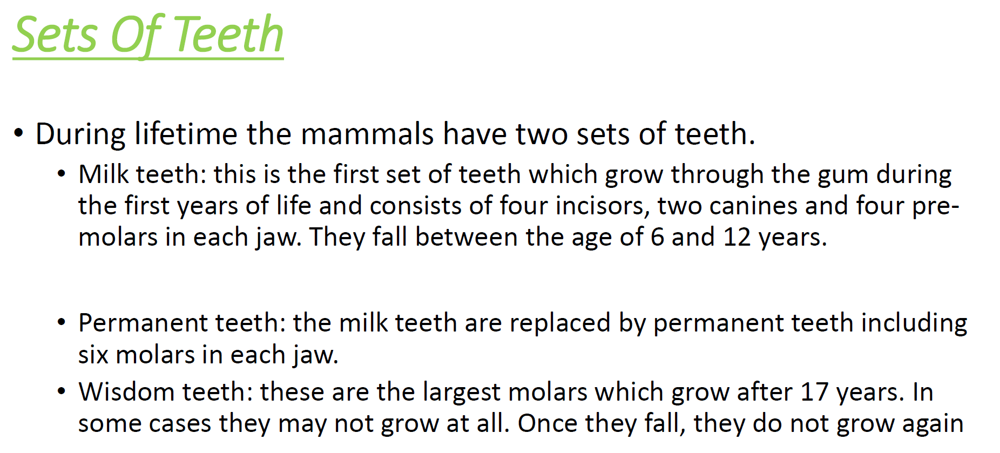 Sets Of Teeth
• During lifetime the mammals have two sets of teeth.
• Milk teeth: this is the first set of teeth which grow through the gum during
the first years of life and consists of four incisors, two canines and four pre-
molars in each jaw. They fall between the age of 6 and 12 years.
• Permanent teeth: the milk teeth are replaced by permanent teeth including
six molars in each jaw.
• Wisdom teeth: these are the largest molars which grow after 17 years. In
some cases they may not grow at all. Once they fall, they do not grow again